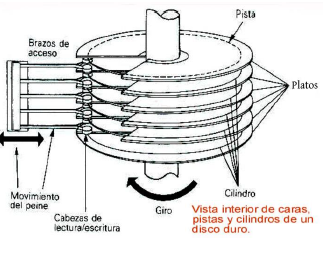 Pista
Brazos de
acceso
Platos
Cilindro
Movimiento
del peine
Cabezas de
lectura/escritura
Giro
Vista interior de caras,
pistas y cilindros de un
disco duro.